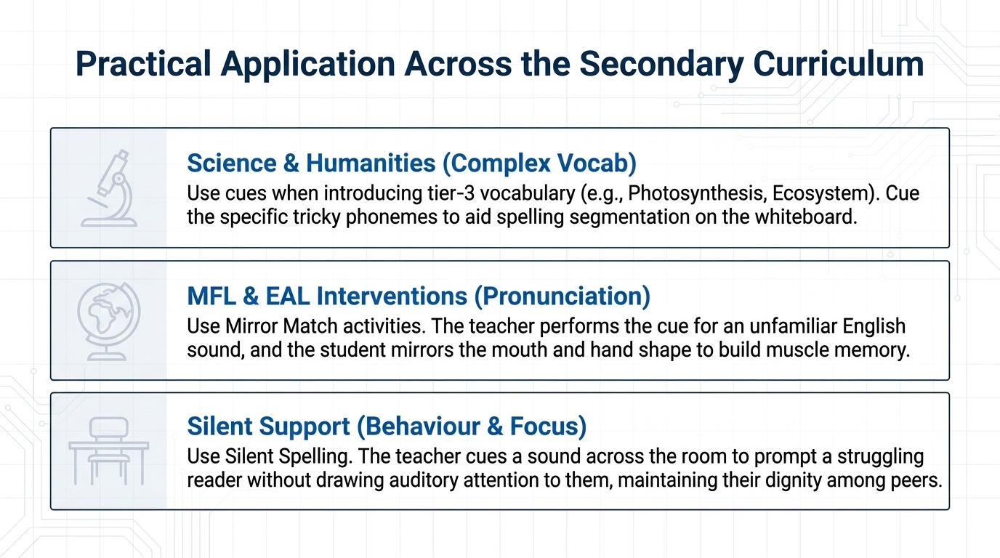 Practical Application Across the Secondary Curriculum
Science & Humanities (Complex Vocab)
Use cues when introducing tier-3 vocabulary (e.g., Photosynthesis, Ecosystem). Cue
the specific tricky phonemes to aid spelling segmentation on the whiteboard.
MFL & EAL Interventions (Pronunciation)
Use Mirror Match activities. The teacher performs the cue for an unfamiliar English
sound, and the student mirrors the mouth and hand shape to build muscle memory.
Silent Support (Behaviour & Focus)
Use Silent Spelling. The teacher cues a sound across the room to prompt a struggling
reader without drawing auditory attention to them, maintaining their dignity among peers.